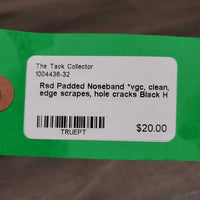 The Tack Collector
1004436-32
Rsd Padded Noseband *vgc, clean,
edge scrapes, hole cracks Black H
TRUEPT
$20.00